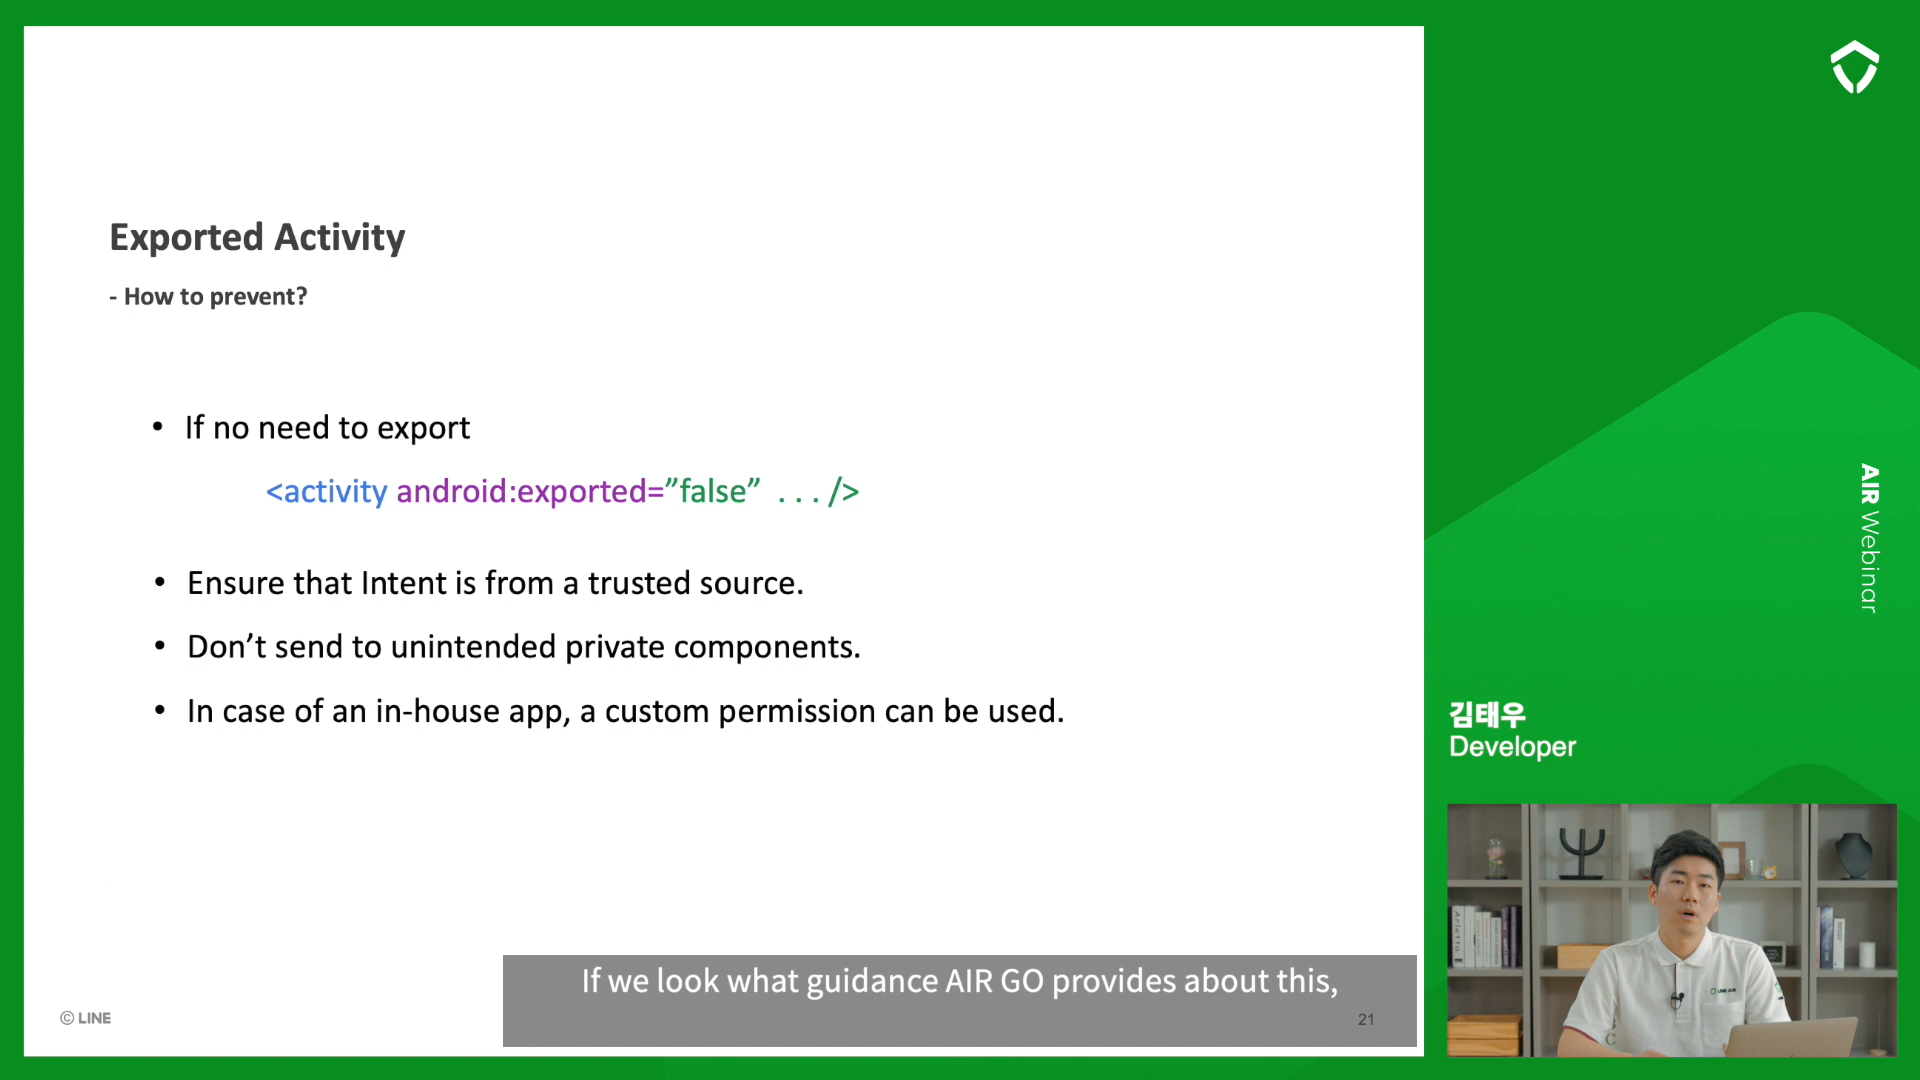 Exported Activity
- How to prevent?
• If no need to export
<activity android:exported=”false” . . . />
• Ensure that Intent is from a trusted source.
• Don’t send to unintended private components.
• In case of an in-house app, a custom permission can be used.
If we look what guidance AIR GO provides about this,
© LINE
21
AIR Webinar
김태우
Developer
LINE AIR